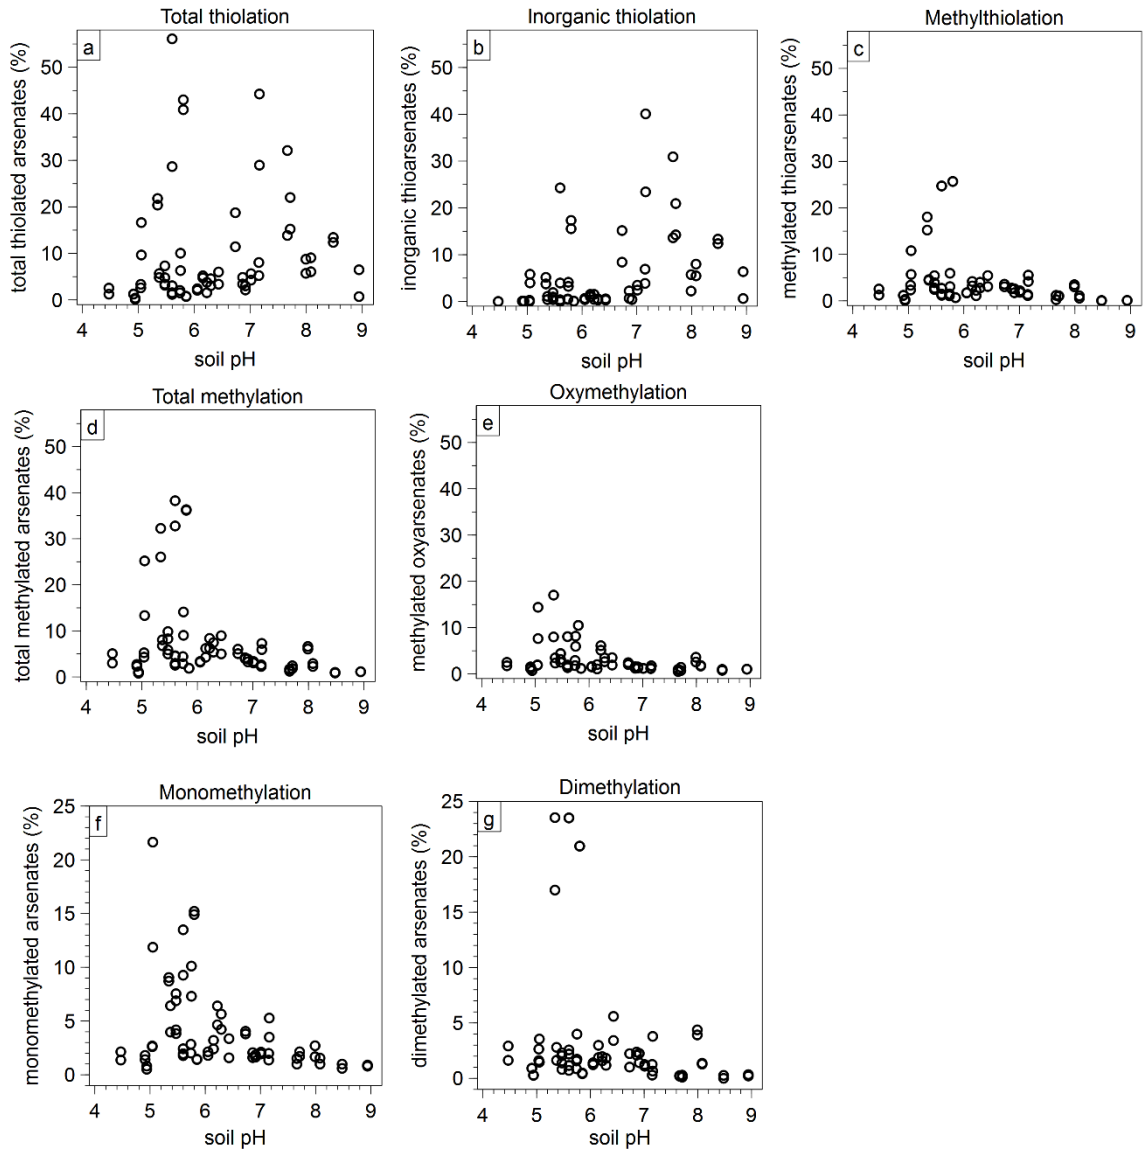 Total thiolation
a
total thiolated arsenates (%)
50
40
30
20
10
0
4 5 6 7 8 9
soil pH
Inorganic thiolation
b
inorganic thioarsenates (%)
50
40
30
20
10
0
4 5 6 7 8 9
soil pH
Methylthiolation
c
methylated thioarsenates (%)
50
40
30
20
10
0
4 5 6 7 8 9
soil pH
Total methylation
d
total methylated arsenates (%)
50
40
30
20
10
0
4 5 6 7 8 9
soil pH
Oxymethylation
e
methylated oxyarsenates (%)
50
40
30
20
10
0
4 5 6 7 8 9
soil pH
Monomethylation
f
monomethylated arsenates (%)
25
20
15
10
5
0
4 5 6 7 8 9
soil pH
Dimethylation
g
dimethylated arsenates (%)
25
20
15
10
5
0
4 5 6 7 8 9
soil pH